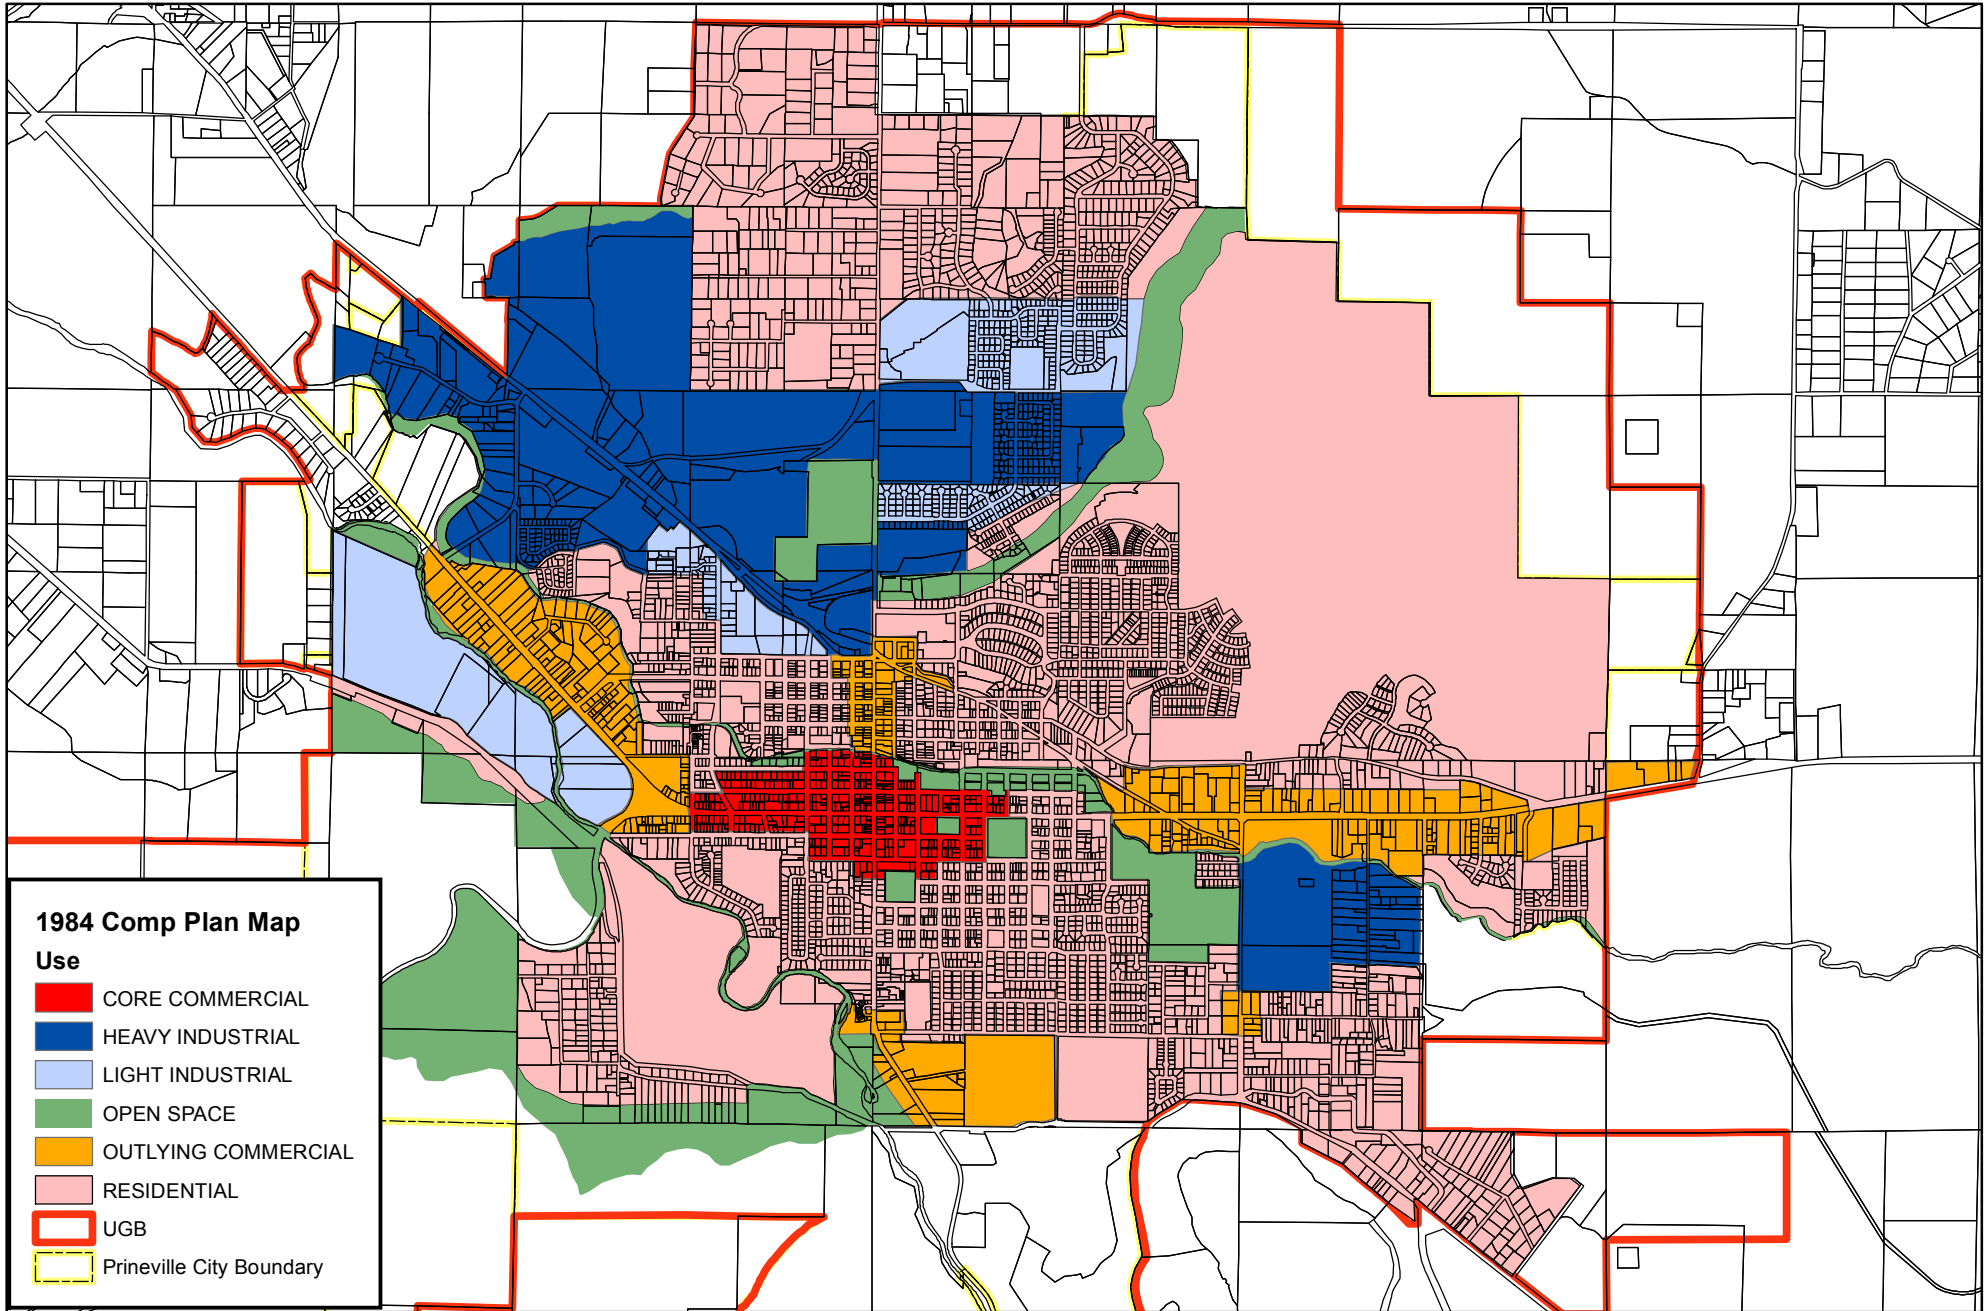 1984 Comp Plan Map
Use
CORE COMMERCIAL
HEAVY INDUSTRIAL
LIGHT INDUSTRIAL
OPEN SPACE
OUTLYING COMMERCIAL
RESIDENTIAL
UGB
Prineville City Boundary